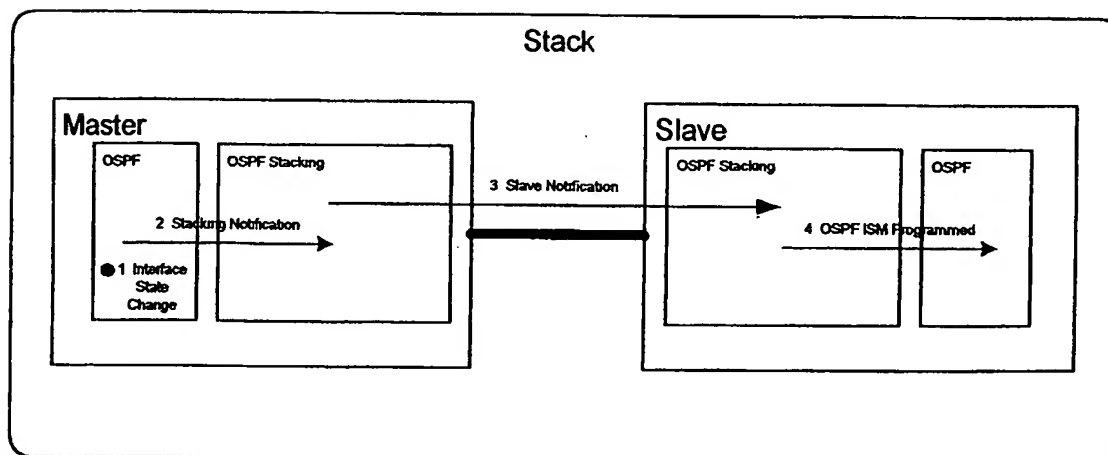 Stack
Master
Slave
OSPF
OSPF Stacking
3 Slave Notification
OSPF Stacking
OSPF
2 Stacking Notification
4 OSPF ISM Programmed
1 Interface
State
Change